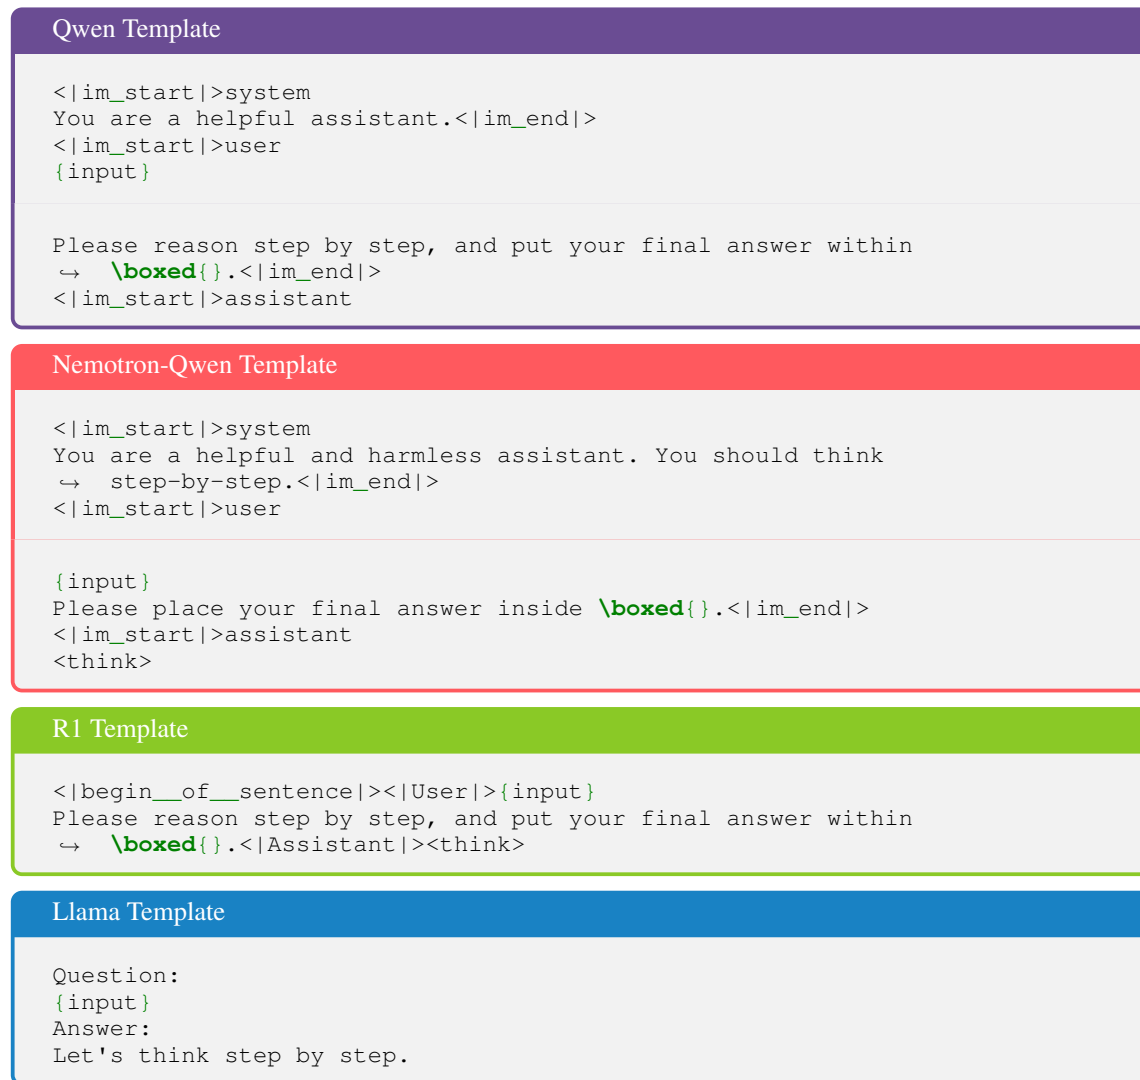 Qwen Template
<|im_start|>system
You are a helpful assistant.<|im_end|>
<|im_start|>user
{input}
Please reason step by step, and put your final answer within
↪ \boxed{}.<|im_end|>
<|im_start|>assistant
Nemotron-Qwen Template
<|im_start|>system
You are a helpful and harmless assistant. You should think
↪ step-by-step.<|im_end|>
<|im_start|>user
{input}
Please place your final answer inside \boxed{}.<|im_end|>
<|im_start|>assistant
<think>
R1 Template
<|begin__of__sentence|><|User|>{input}
Please reason step by step, and put your final answer within
↪ \boxed{}.<|Assistant|><think>
Llama Template
Question:
{input}
Answer:
Let's think step by step.